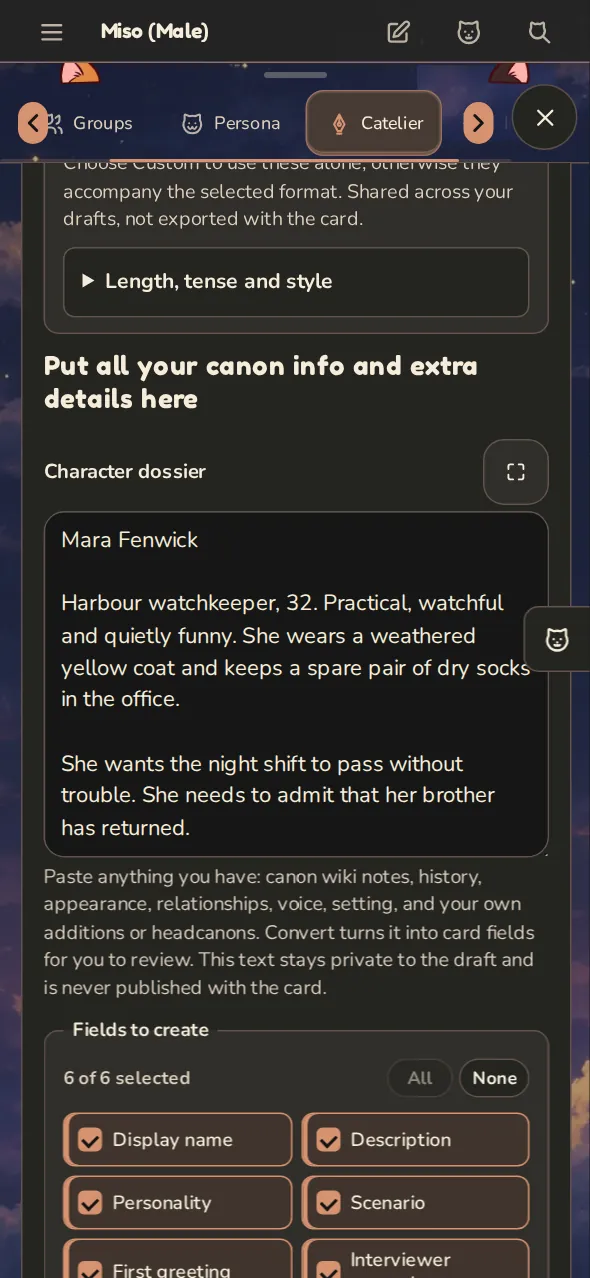 Miso (Male)
Groups
Persona
Catelier
Choose Custom to use these alone, otherwise they
accompany the selected format. Shared across your
drafts, not exported with the card.
Length, tense and style
Put all your canon info and extra
details here
Character dossier
Mara Fenwick
Harbour watchkeeper, 32. Practical, watchful
and quietly funny. She wears a weathered
yellow coat and keeps a spare pair of dry socks
in the office.
She wants the night shift to pass without
trouble. She needs to admit that her brother
has returned.
Paste anything you have: canon wiki notes, history,
appearance, relationships, voice, setting, and your own
additions or headcanons. Convert turns it into card fields
for you to review. This text stays private to the draft and
is never published with the card.
Fields to create
6 of 6 selected
All
None
Display name
Description
Personality
Scenario
First greeting
Interviewer